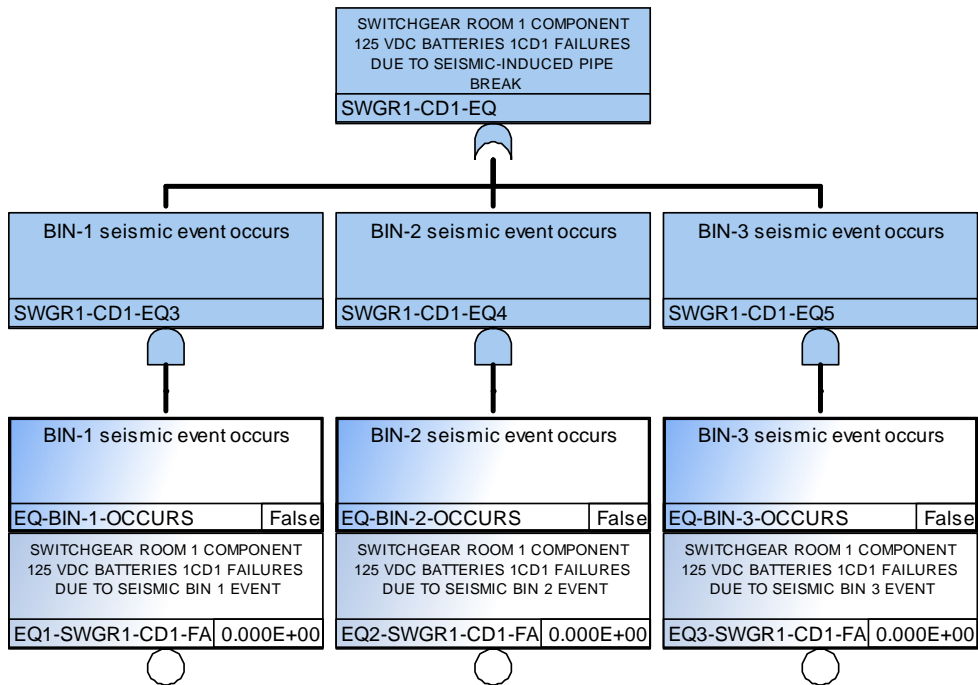 SWITCHGEAR ROOM 1 COMPONENT
125 VDC BATTERIES 1CD1 FAILURES
DUE TO SEISMIC-INDUCED PIPE
BREAK
SWGR1-CD1-EQ
BIN-1 seismic event occurs
SWGR1-CD1-EQ3
BIN-2 seismic event occurs
SWGR1-CD1-EQ4
BIN-3 seismic event occurs
SWGR1-CD1-EQ5
BIN-1 seismic event occurs
EQ-BIN-1-OCCURS False
SWITCHGEAR ROOM 1 COMPONENT
125 VDC BATTERIES 1CD1 FAILURES
DUE TO SEISMIC BIN 1 EVENT
EQ1-SWGR1-CD1-FA 0.000E+00
BIN-2 seismic event occurs
EQ-BIN-2-OCCURS False
SWITCHGEAR ROOM 1 COMPONENT
125 VDC BATTERIES 1CD1 FAILURES
DUE TO SEISMIC BIN 2 EVENT
EQ2-SWGR1-CD1-FA 0.000E+00
BIN-3 seismic event occurs
EQ-BIN-3-OCCURS False
SWITCHGEAR ROOM 1 COMPONENT
125 VDC BATTERIES 1CD1 FAILURES
DUE TO SEISMIC BIN 3 EVENT
EQ3-SWGR1-CD1-FA 0.000E+00